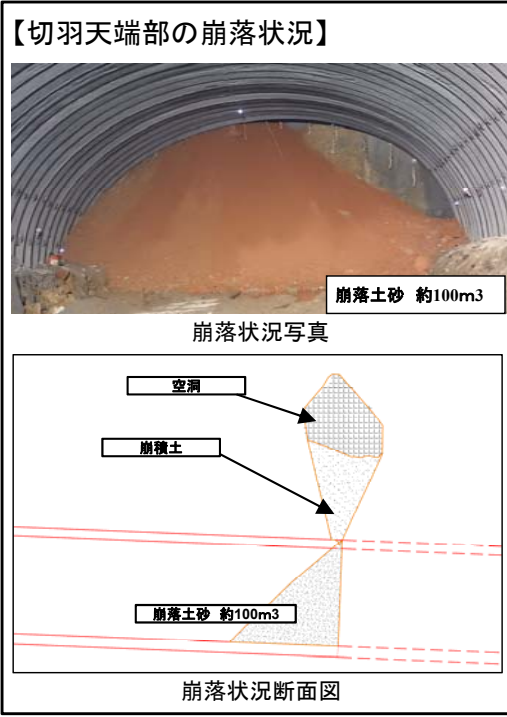 【切羽天端部の崩落状況】
崩落土砂 約100m3
崩落状況写真
空洞
崩積土
崩落土砂 約100m3
崩落状況断面図